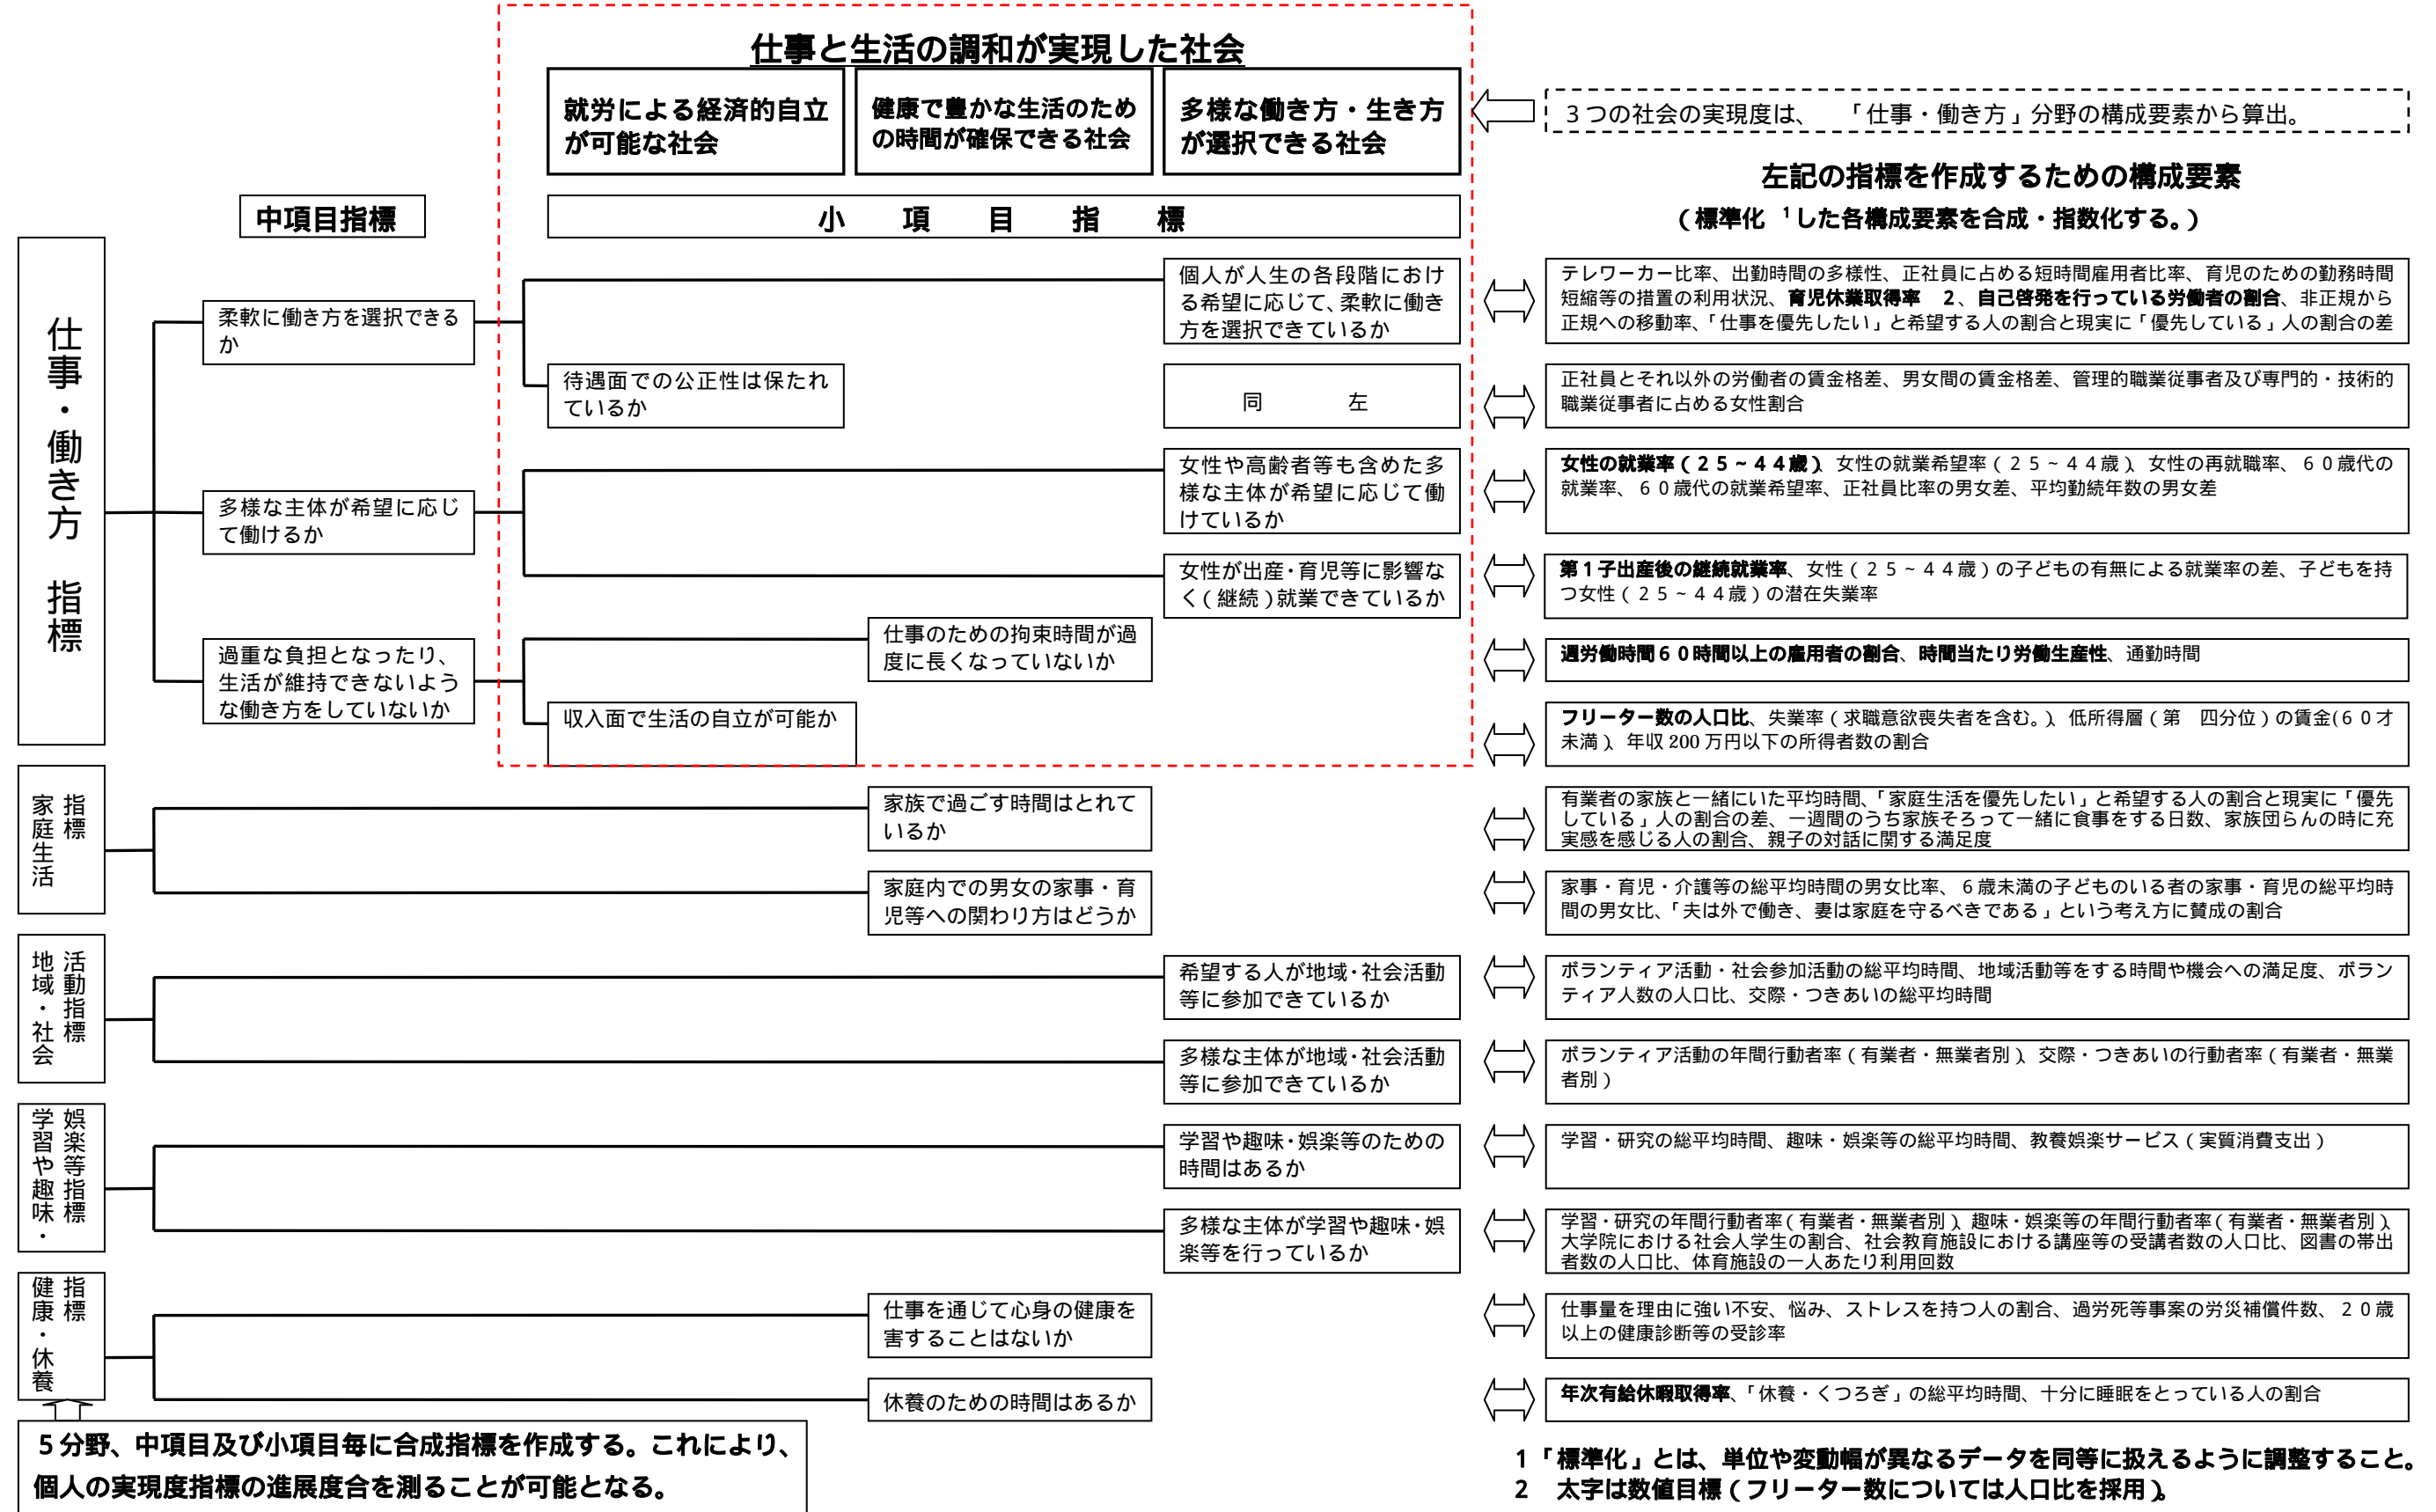 仕事と生活の調和が実現した社会
就労による経済的自立
が可能な社会
健康で豊かな生活のため
の時間が確保できる社会
多様な働き方・生き方
が選択できる社会
3つの社会の実現度は、　「仕事・働き方」分野の構成要素から算出。
左記の指標を作成するための構成要素
（標準化 1した各構成要素を合成・指数化する。）
中項目指標
小　項　目　指　標
仕事・働き方　指標
柔軟に働き方を選択できる
か
個人が人生の各段階におけ
る希望に応じて、柔軟に働き
方を選択できているか
テレワーカー比率、出勤時間の多様性、正社員に占める短時間雇用者比率、育児のための勤務時間
短縮等の措置の利用状況、育児休業取得率　2、自己啓発を行っている労働者の割合、非正規から
正規への移動率、「仕事を優先したい」と希望する人の割合と現実に「優先している」人の割合の差
待遇面での公正性は保たれ
ているか
同　　左
正社員とそれ以外の労働者の賃金格差、男女間の賃金格差、管理的職業従事者及び専門的・技術的
職業従事者に占める女性割合
多様な主体が希望に応じ
て働けるか
女性や高齢者等も含めた多
様な主体が希望に応じて働
けているか
女性の就業率（25~44歳）、女性の就業希望率（25~44歳）、女性の再就職率、60歳代の
就業率、60歳代の就業希望率、正社員比率の男女差、平均勤続年数の男女差
女性が出産・育児等に影響な
く（継続）就業できているか
第1子出産後の継続就業率、女性（25~44歳）の子どもの有無による就業率の差、子どもを持
つ女性（25~44歳）の潜在失業率
過重な負担となったり、
生活が維持できないよう
な働き方をしていないか
仕事のための拘束時間が過
度に長くなっていないか
週労働時間60時間以上の雇用者の割合、時間当たり労働生産性、通勤時間
収入面で生活の自立が可能か
フリーター数の人口比、失業率（求職意欲喪失者を含む。）、低所得層（第　四分位）の賃金(60才
未満）、年収200万円以下の所得者数の割合
家庭生活
指標
家族で過ごす時間はとれて
いるか
有業者の家族と一緒にいた平均時間、「家庭生活を優先したい」と希望する人の割合と現実に「優先
している」人の割合の差、一週間のうち家族そろって一緒に食事をする日数、家族団らんの時に充
実感を感じる人の割合、親子の対話に関する満足度
家庭内での男女の家事・育
児等への関わり方はどうか
家事・育児・介護等の総平均時間の男女比率、6歳未満の子どものいる者の家事・育児の総平均時
間の男女比、「夫は外で働き、妻は家庭を守るべきである」という考え方に賛成の割合
地域・社会
活動指標
希望する人が地域・社会活動
等に参加できているか
ボランティア活動・社会参加活動の総平均時間、地域活動等をする時間や機会への満足度、ボラン
ティア人数の人口比、交際・つきあいの総平均時間
多様な主体が地域・社会活動
等に参加できているか
ボランティア活動の年間行動者率（有業者・無業者別）、交際・つきあいの行動者率（有業者・無業
者別）
学習や趣味・
娯楽等指標
学習や趣味・娯楽等のための
時間はあるか
学習・研究の総平均時間、趣味・娯楽等の総平均時間、教養娯楽サービス（実質消費支出）
多様な主体が学習や趣味・娯
楽等を行っているか
学習・研究の年間行動者率（有業者・無業者別）、趣味・娯楽等の年間行動者率（有業者・無業者別）、
大学院における社会人学生の割合、社会教育施設における講座等の受講者数の人口比、図書の帯出
者数の人口比、体育施設の一人あたり利用回数
健康・休養
指標
仕事を通じて心身の健康を
害することはないか
仕事量を理由に強い不安、悩み、ストレスを持つ人の割合、過労死等事案の労災補償件数、20歳
以上の健康診断等の受診率
休養のための時間はあるか
年次有給休暇取得率、「休養・くつろぎ」の総平均時間、十分に睡眠をとっている人の割合
5分野、中項目及び小項目毎に合成指標を作成する。これにより、
個人の実現度指標の進展度合を測ることが可能となる。
1「標準化」とは、単位や変動幅が異なるデータを同等に扱えるように調整すること。
2　太字は数値目標（フリーター数については人口比を採用）。